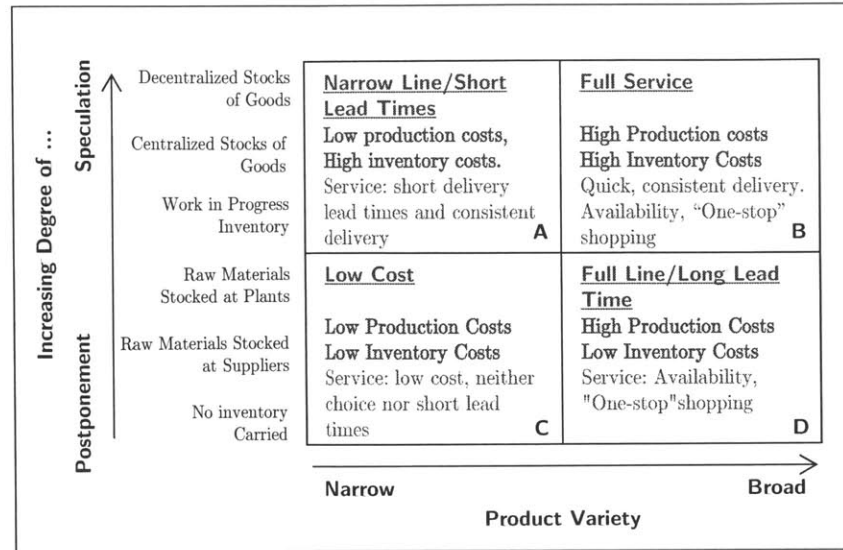 Increasing Degree of ...
Speculation
Postponement
Decentralized Stocks
of Goods
Centralized Stocks of
Goods
Work in Progress
Inventory
Raw Materials
Stocked at Plants
Raw Materials Stocked
at Suppliers
No inventory
Carried
Narrow Line/Short
Lead Times
Low production costs,
High inventory costs.
Service: short delivery
lead times and consistent
delivery
A
Full Service
High Production costs
High Inventory Costs
Quick, consistent delivery.
Availability, “One-stop”
shopping
B
Low Cost
Low Production Costs
Low Inventory Costs
Service: low cost, neither
choice nor short lead
times
C
Full Line/Long Lead
Time
High Production Costs
Low Inventory Costs
Service: Availability,
"One-stop"shopping
D
Narrow
Broad
Product Variety